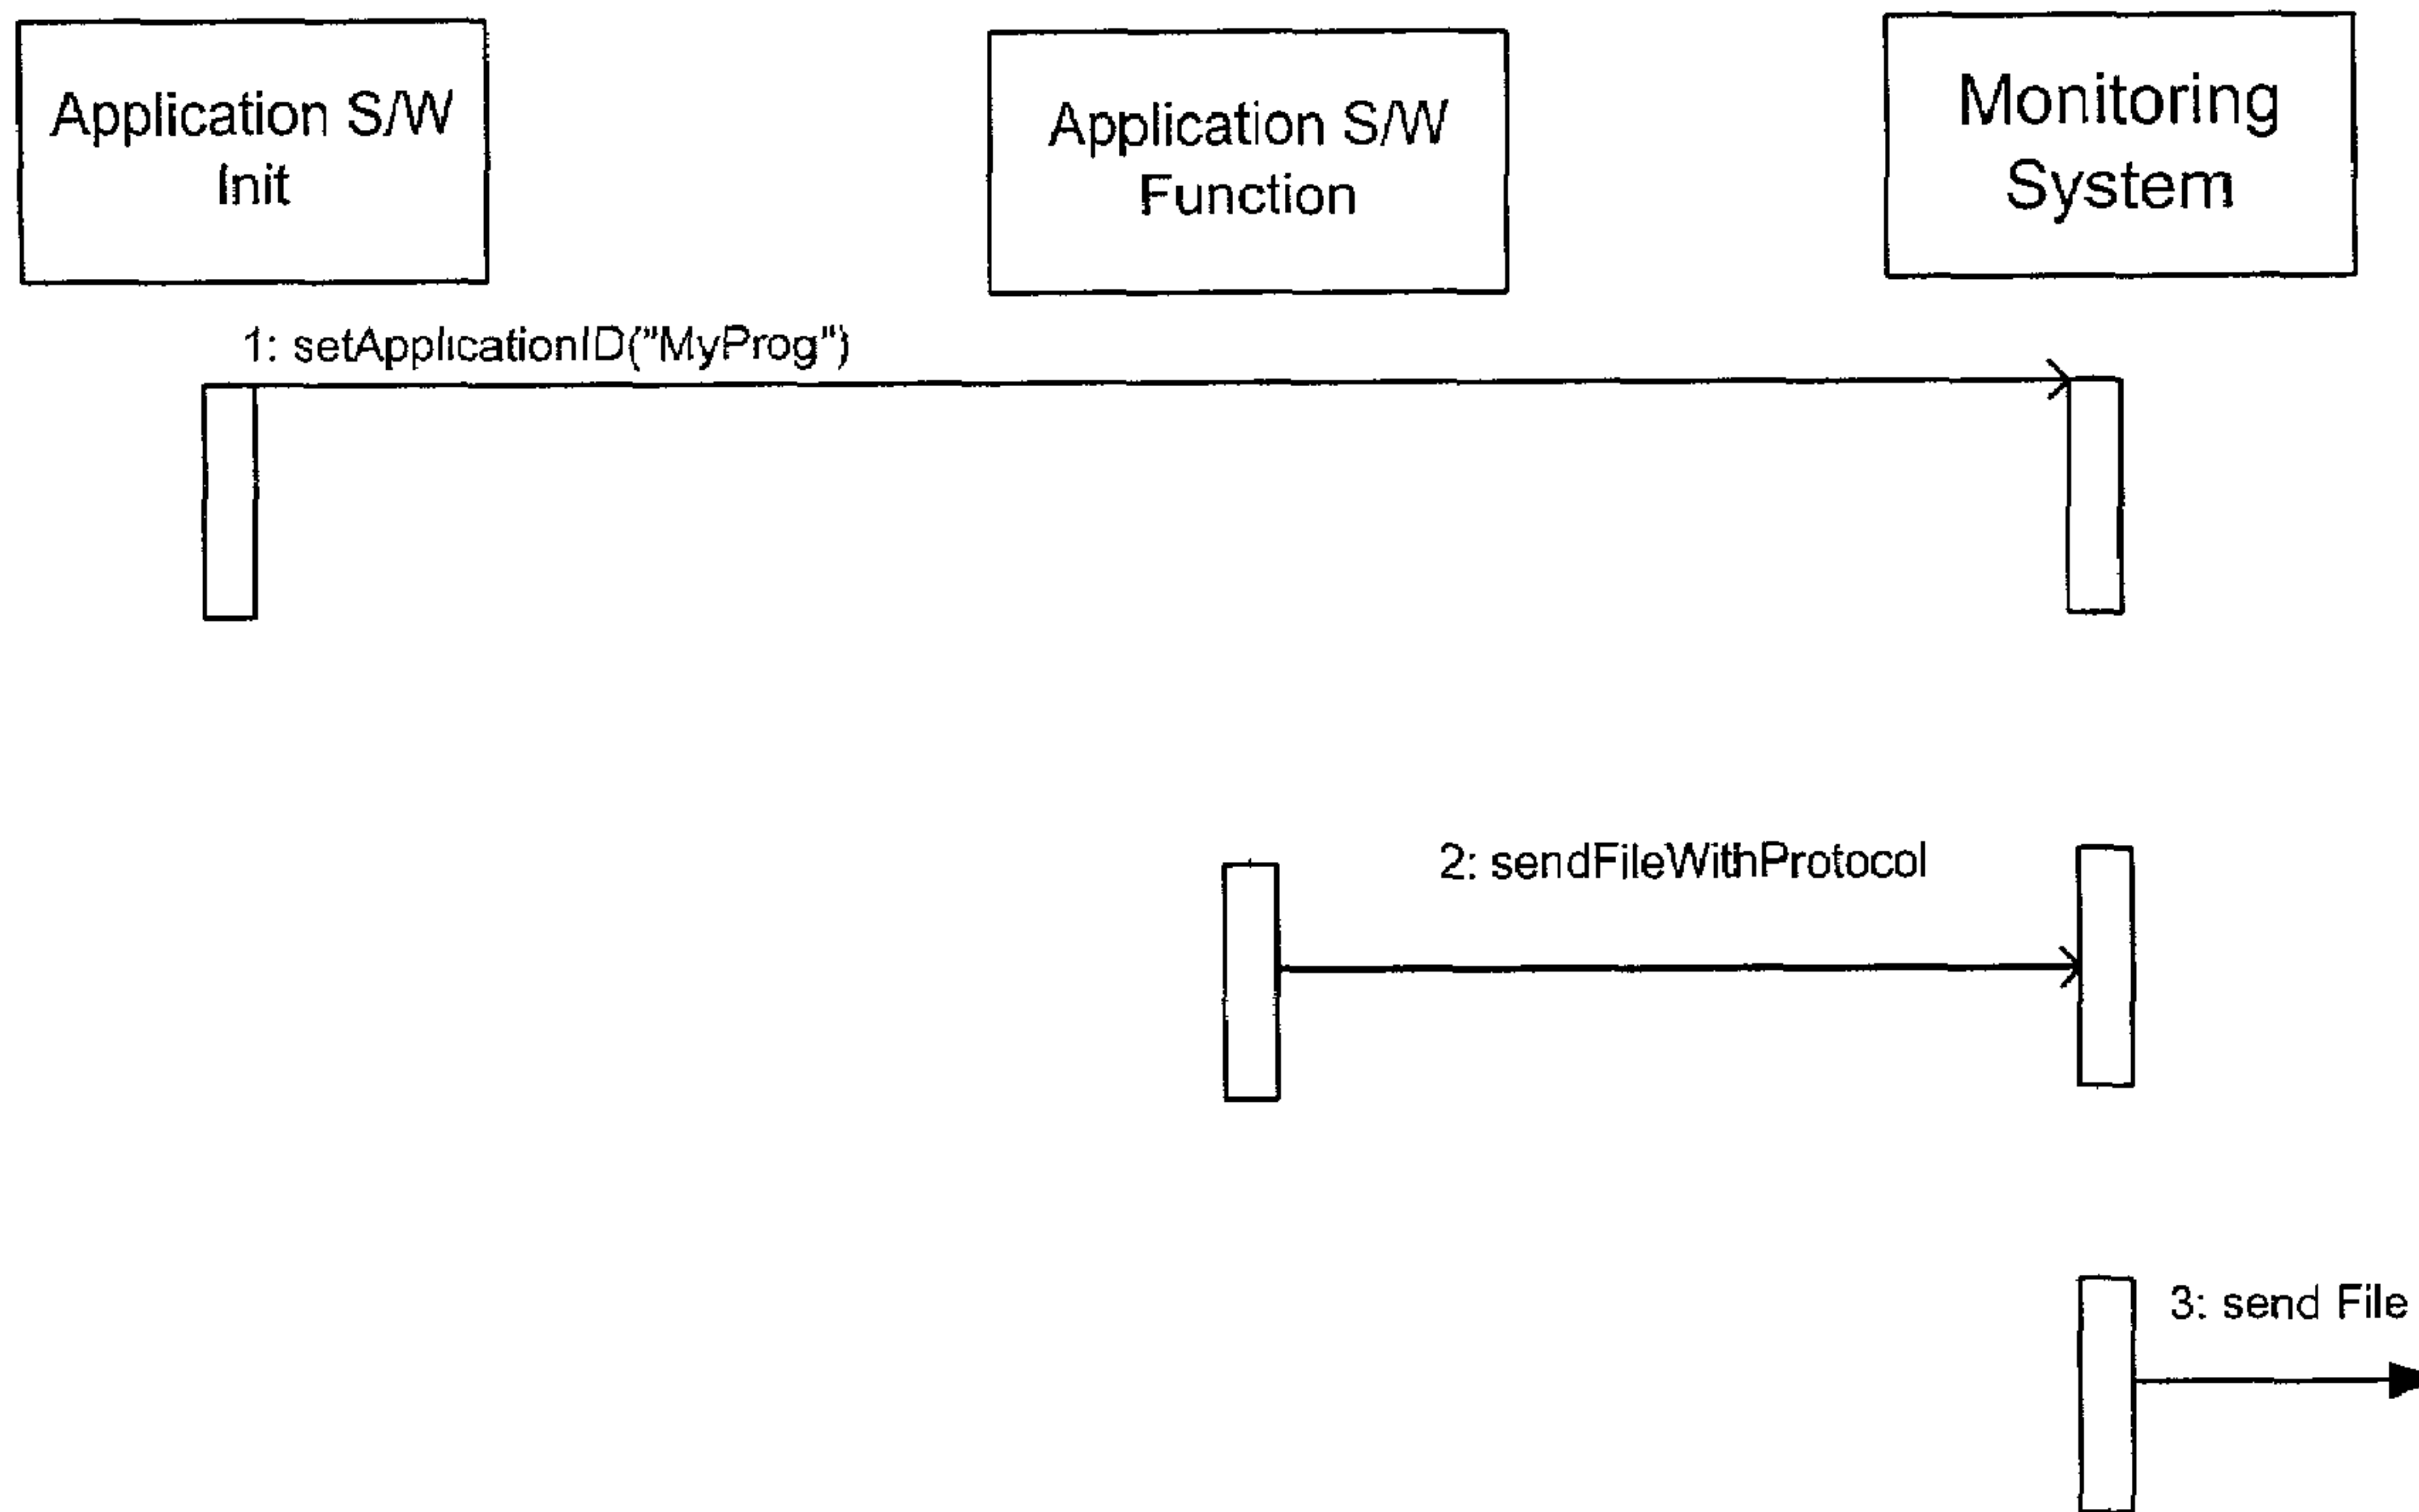 Application S/W
Init
Application S/W
Function
Monitoring
System
1: setApplicationID("MyProg")
2: sendFileWithProtocol
3: send File